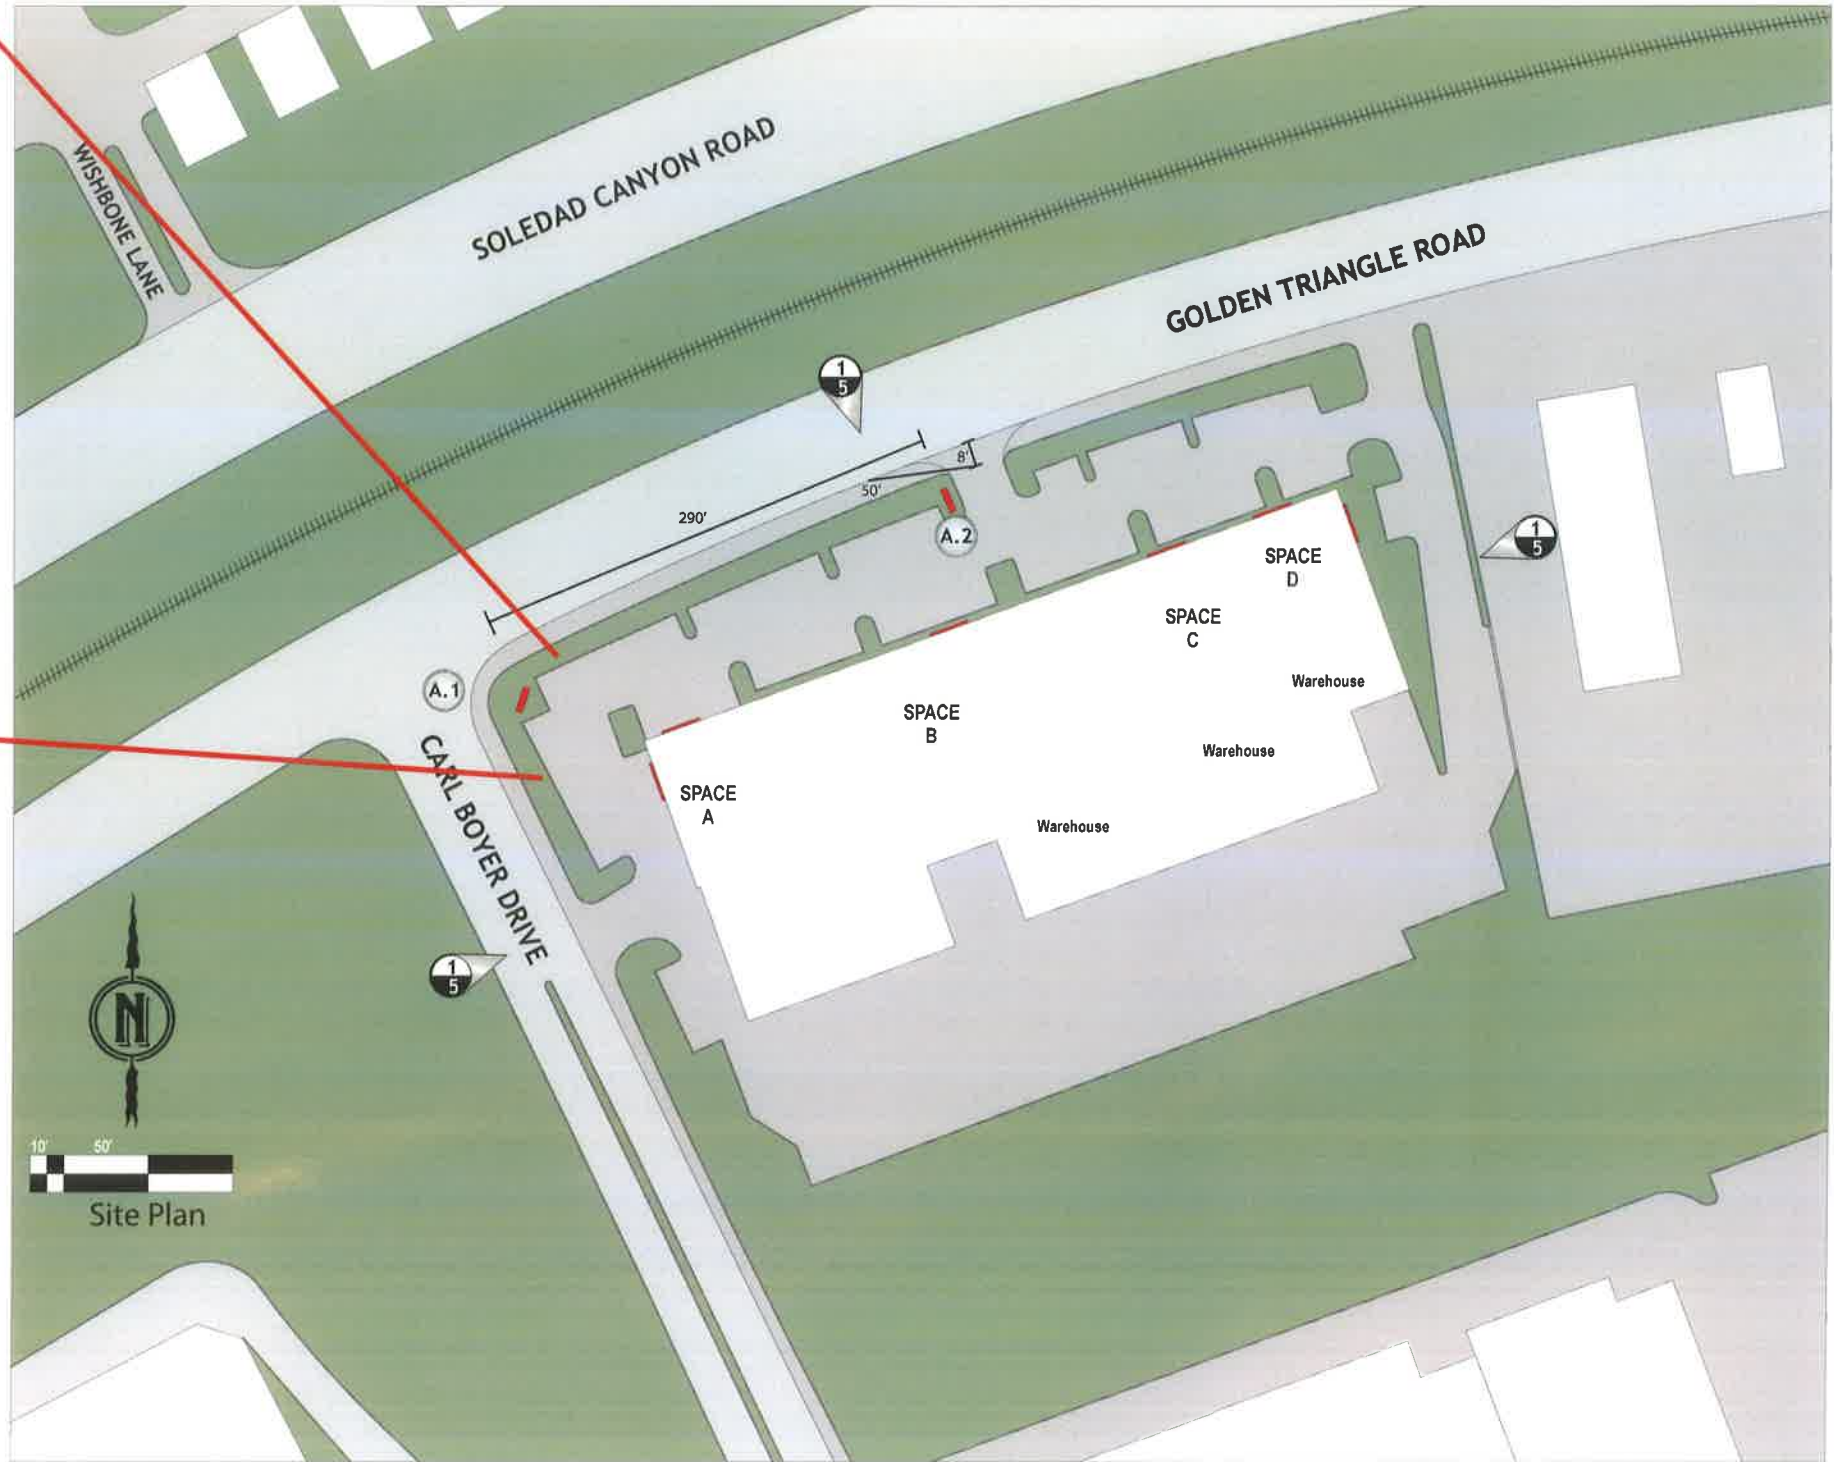 WISHBONE LANE
SOLEDAD CANYON ROAD
GOLDEN TRIANGLE ROAD
1
5
8'
50'
290'
A.2
1
5
SPACE
D
SPACE
C
Warehouse
A.1
SPACE
B
Warehouse
SPACE
A
Warehouse
CARL BOYER DRIVE
1
5
N
10' 50'
Site Plan